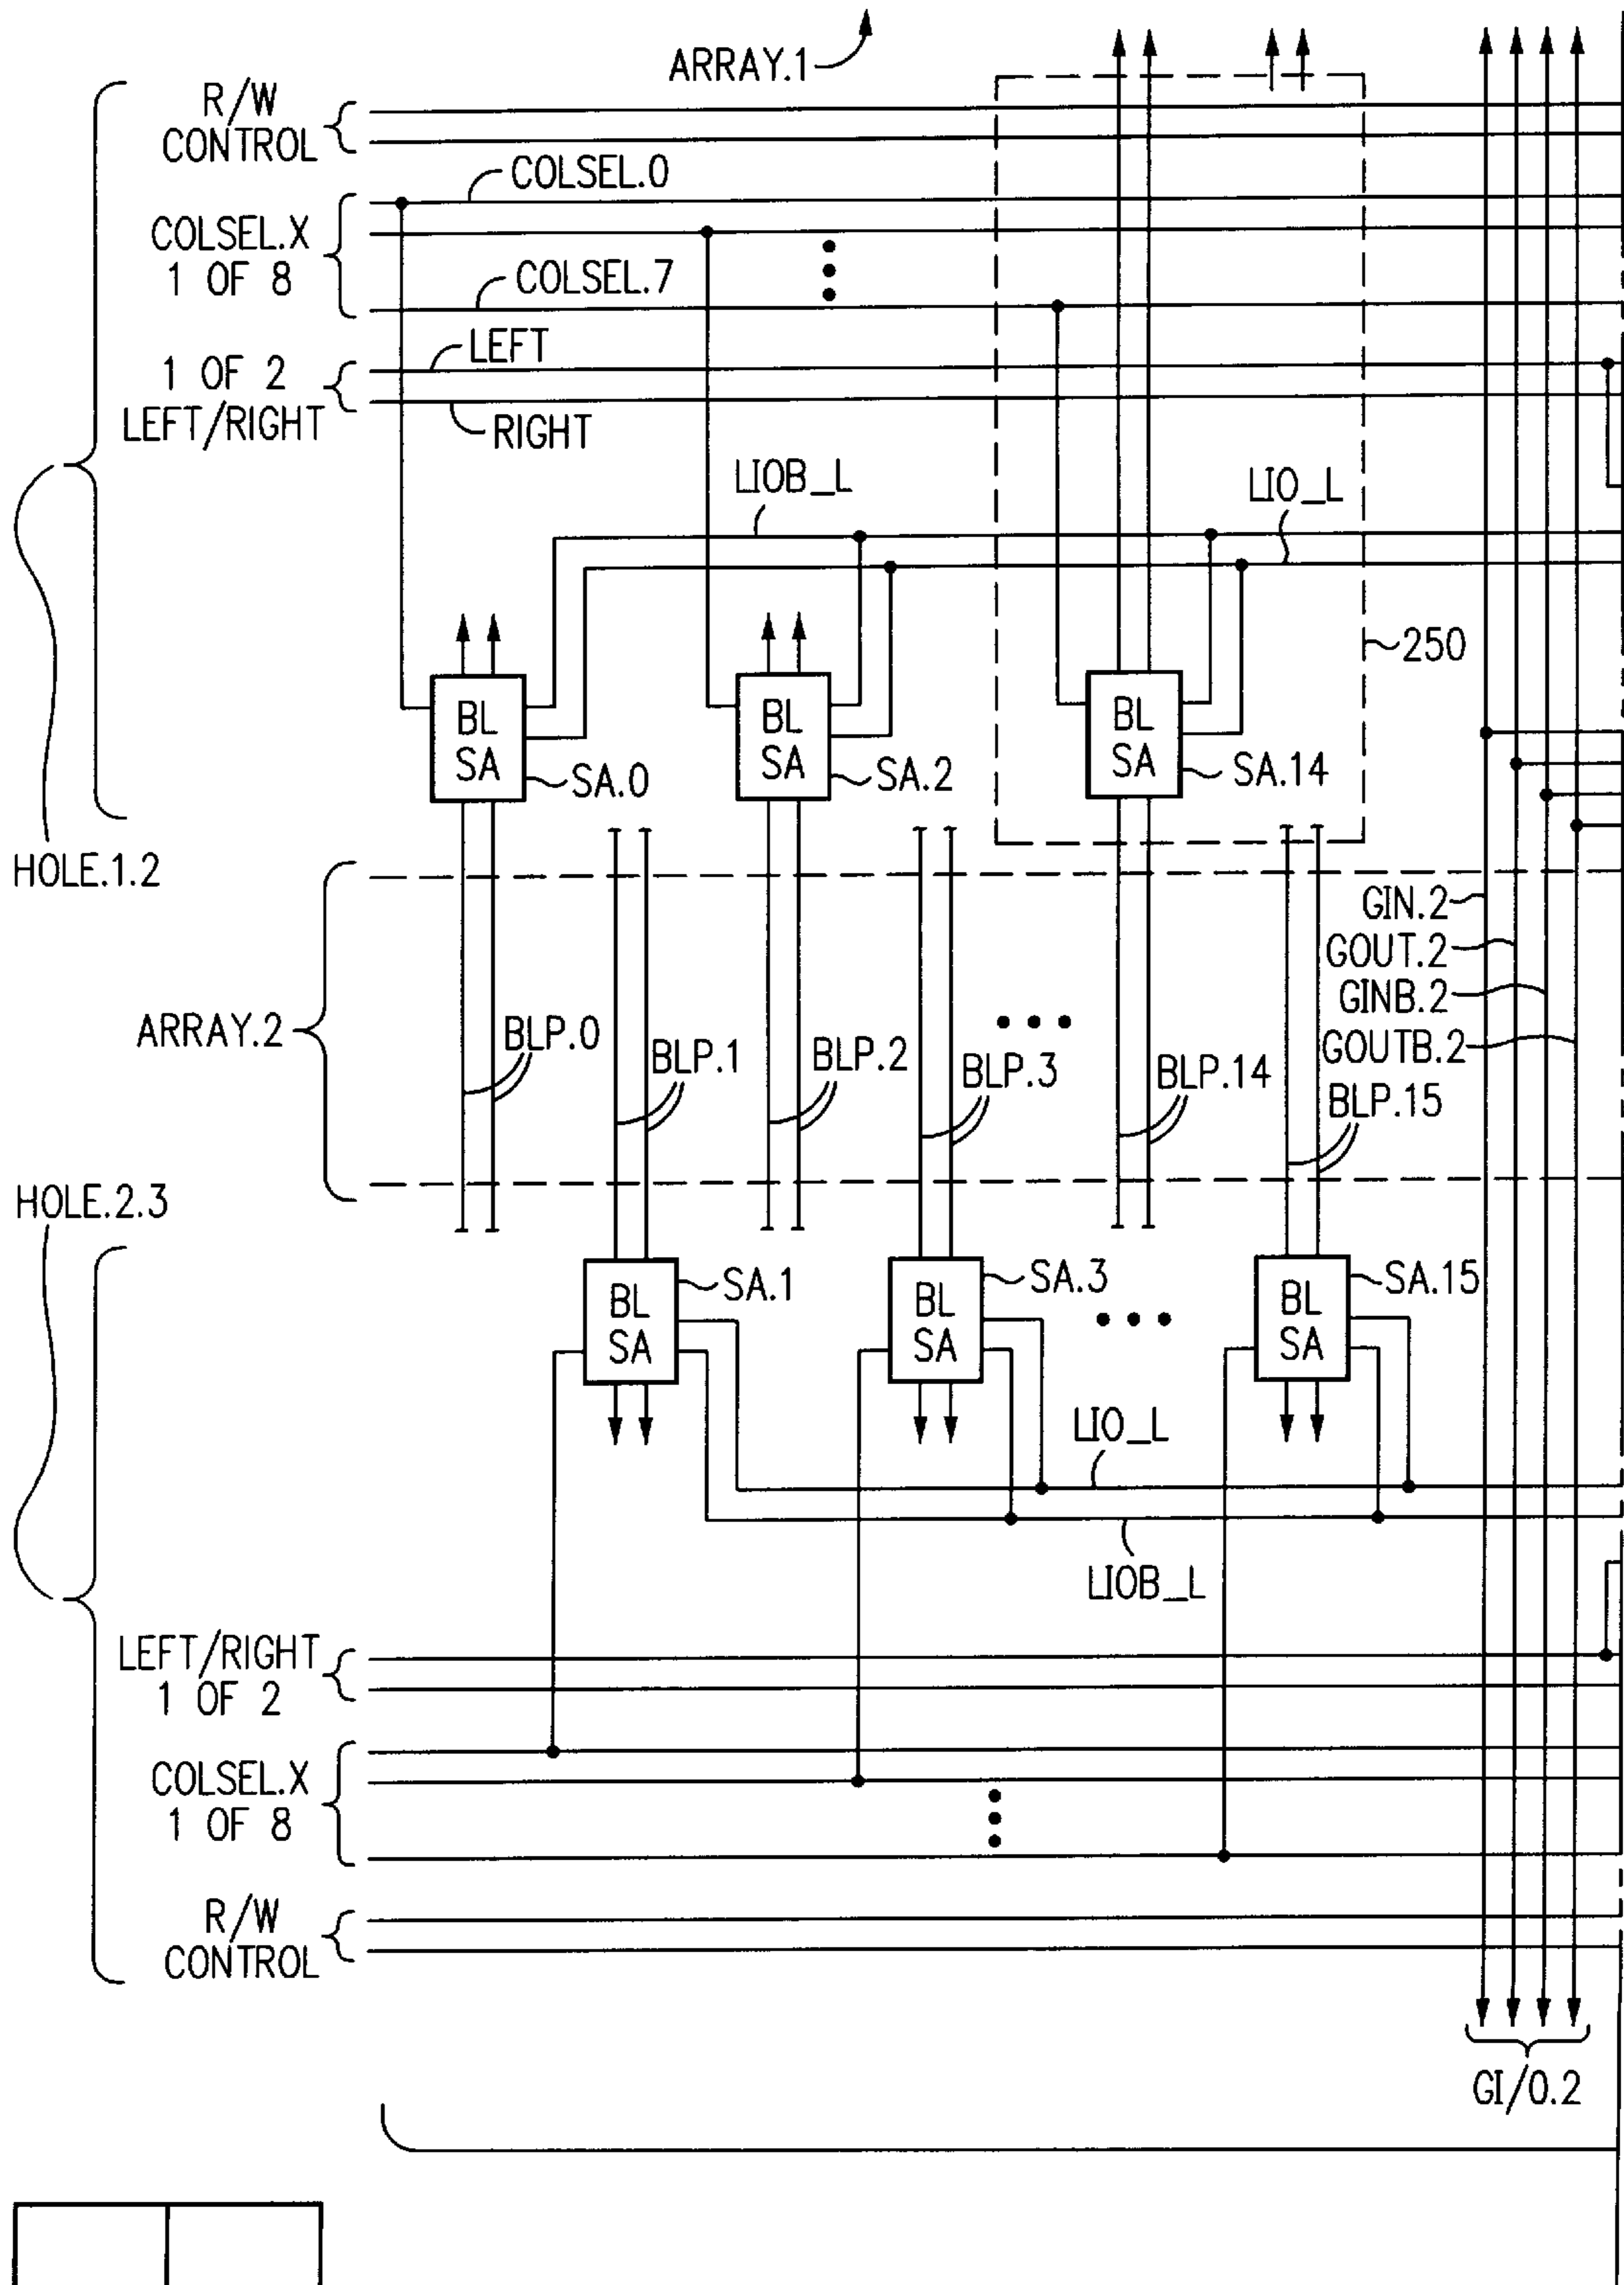 ARRAY.1
R/W
CONTROL
COLSEL.0
COLSEL.X
1 OF 8
COLSEL.7
LEFT
1 OF 2
LEFT/RIGHT
RIGHT
LIOB_L
LIO_L
250
BL
SA
SA.0
BL
SA
SA.2
BL
SA
SA.14
HOLE.1.2
GIN.2
GOUT.2
GINB.2
GOUTB.2
ARRAY.2
BLP.0
BLP.1
BLP.2
BLP.3
BLP.14
BLP.15
HOLE.2.3
BL
SA
SA.1
BL
SA
SA.3
BL
SA
SA.15
LIO_L
LIOB_L
LEFT/RIGHT
1 OF 2
COLSEL.X
1 OF 8
R/W
CONTROL
GI/O.2